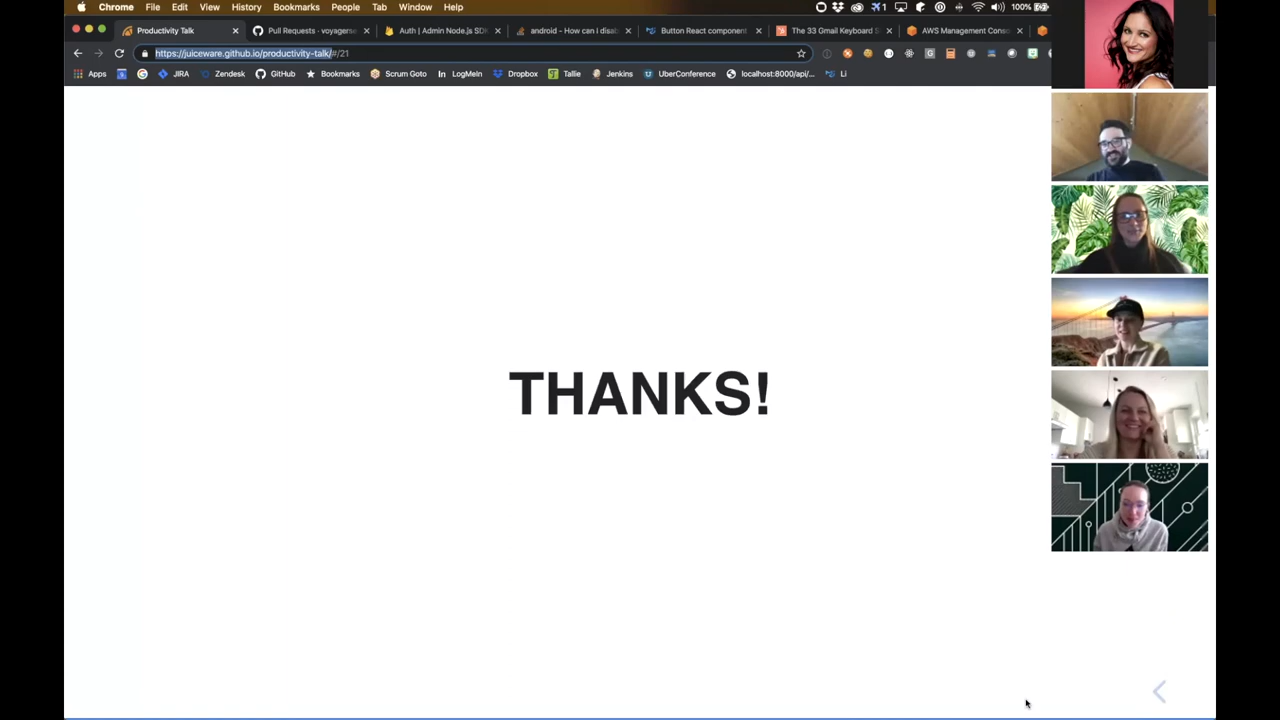 Chrome File Edit View History Bookmarks People Tab Window Help 1 100%
Productivity Talk
Pull Requests · voyagers
Auth | Admin Node.js SDK
android - How can i disab
Button React component
The 33 Gmail Keyboard S
AWS Management Conso
https://juiceware.github.io/productivity-talk/#/21
Apps JIRA Zendesk GitHub Bookmarks Scrum Goto LogMeIn Dropbox Tallie Jenkins UberConference localhost:8000/api/... Li
THANKS!